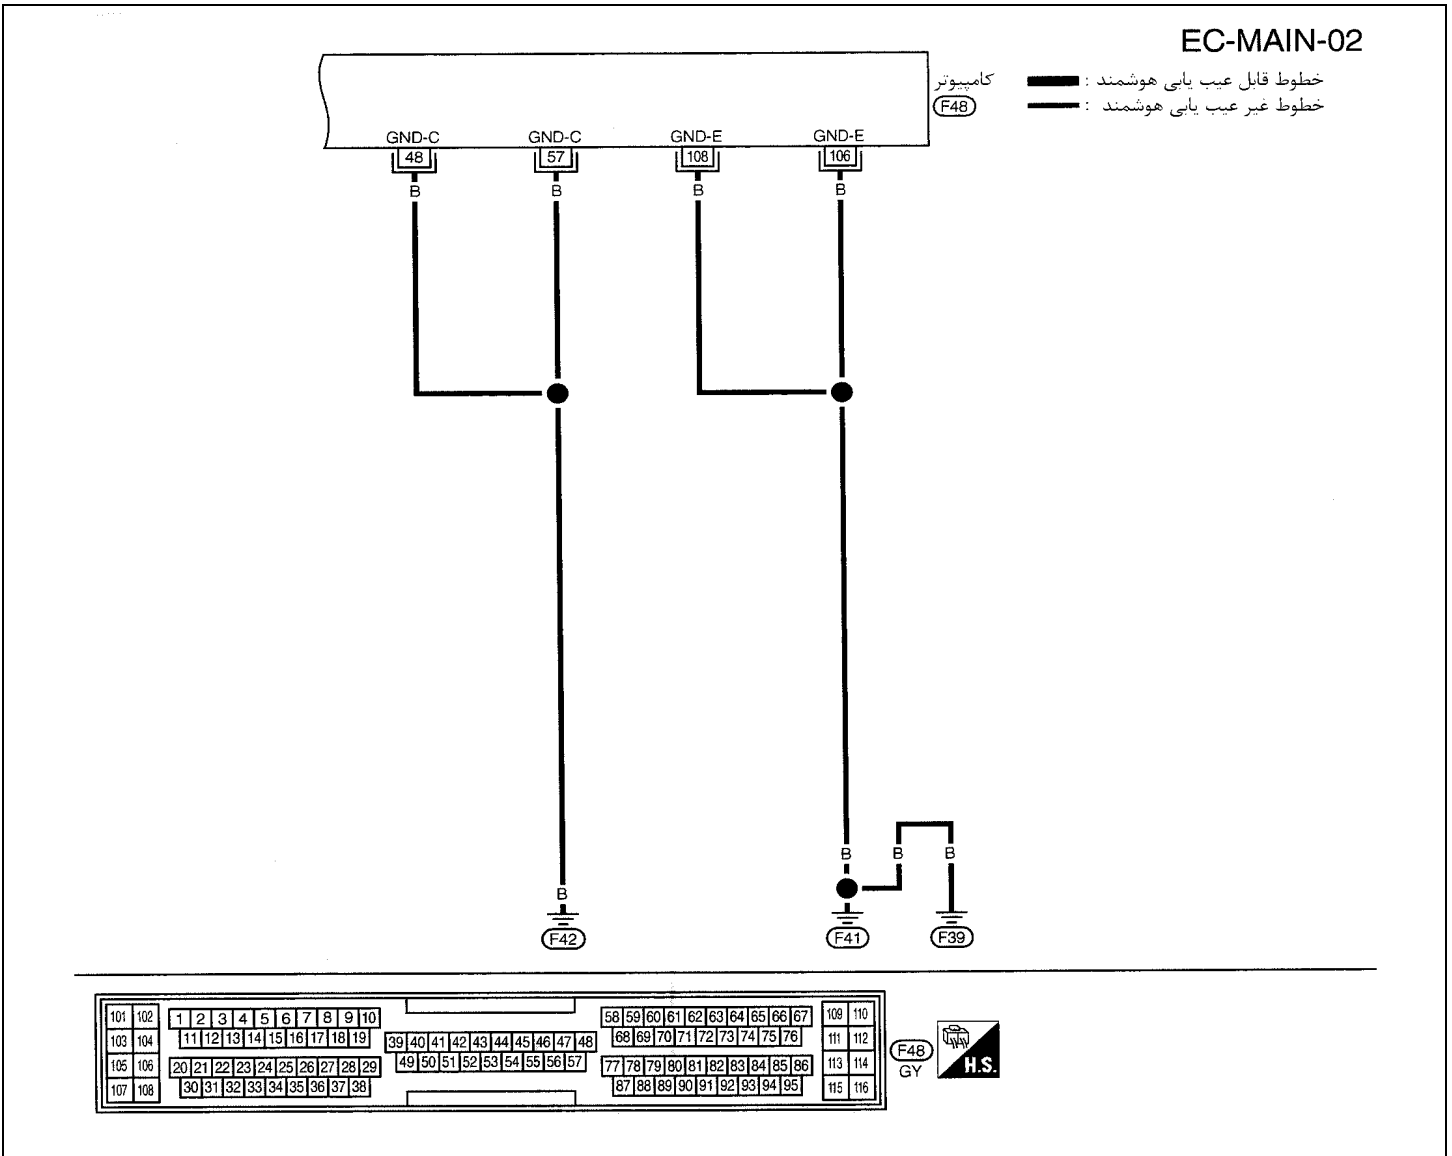 EC-MAIN-02
خطوط قابل عیب یابی هوشمند :
خطوط غیر عیب یابی هوشمند :
کامپیوتر
F48
GND-C GND-C GND-E GND-E
48 57 108 106
B B B B
B B B
B
F42 F41 F39
101 102 1 2 3 4 5 6 7 8 9 10 58 59 60 61 62 63 64 65 66 67 109 110
103 104 11 12 13 14 15 16 17 18 19 39 40 41 42 43 44 45 46 47 48 68 69 70 71 72 73 74 75 76 111 112
105 106 20 21 22 23 24 25 26 27 28 29 49 50 51 52 53 54 55 56 57 77 78 79 80 81 82 83 84 85 86 113 114
107 108 30 31 32 33 34 35 36 37 38 87 88 89 90 91 92 93 94 95 115 116
F48
GY
H.S.